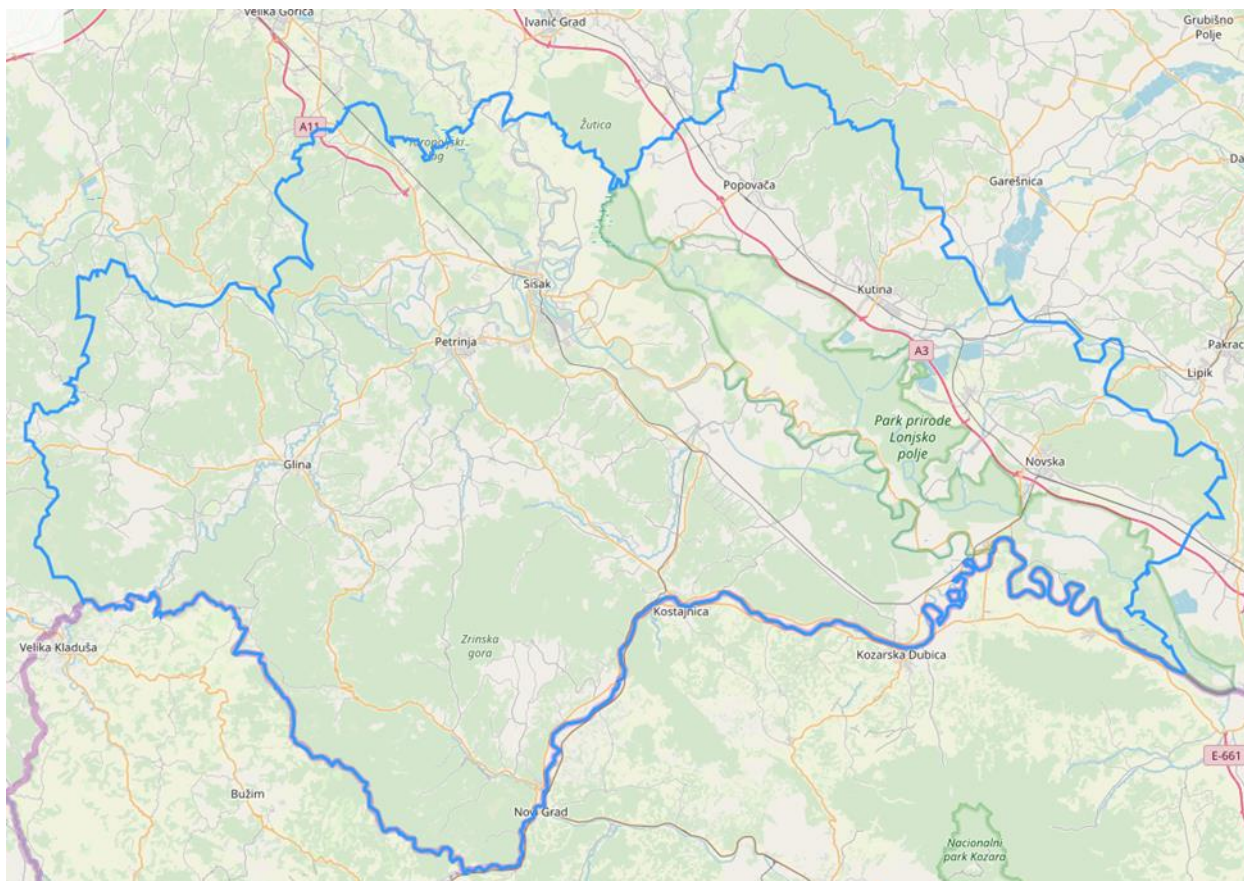 Velika Gorica
Ivanić Grad
Grubišno
Polje
A11
Žutica
Popovača
Garešnica
Sisak
Kutina
Petrinja
A3
Pakrac
Lipik
Park prirode
Lonjsko
polje
Glina
Novska
Kostajnica
Zrinska
gora
Velika Kladuša
Kozarska Dubica
E-661
Bužim
Novi Grad
Nacionalni
park Kozara